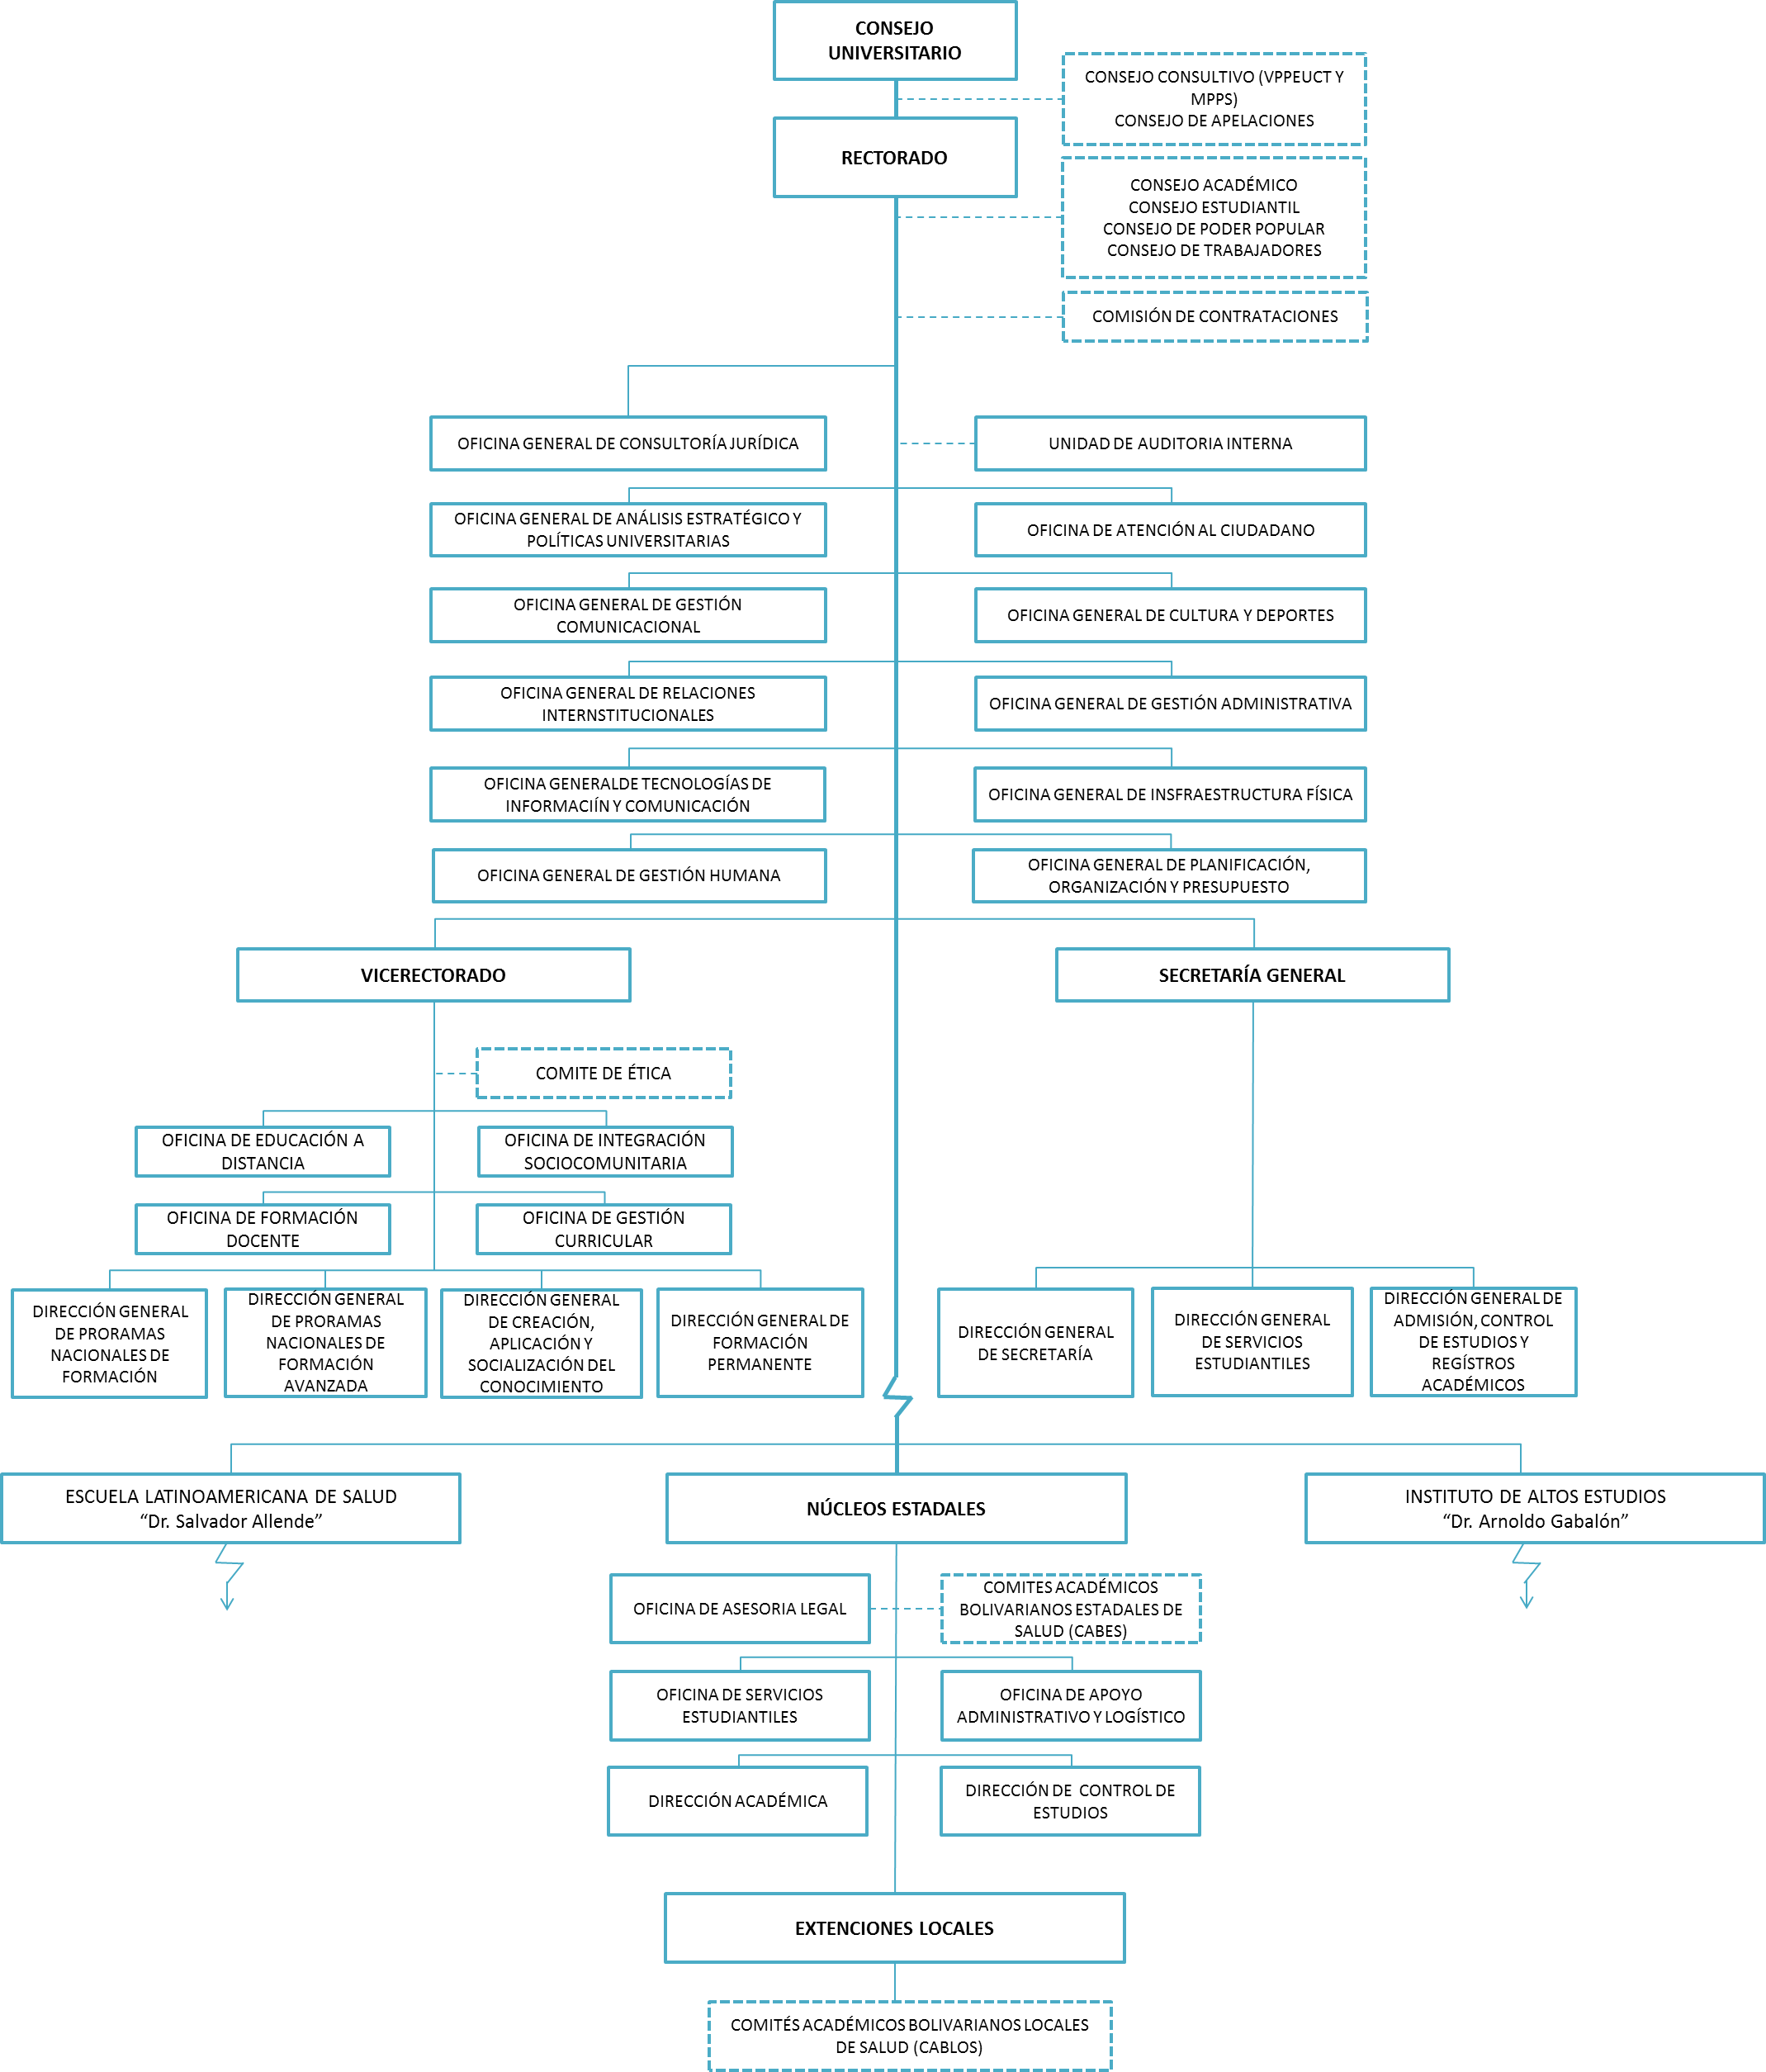 CONSEJO
UNIVERSITARIO
CONSEJO CONSULTIVO (VPPEUCT Y
MPPS)
CONSEJO DE APELACIONES
RECTORADO
CONSEJO ACADÉMICO
CONSEJO ESTUDIANTIL
CONSEJO DE PODER POPULAR
CONSEJO DE TRABAJADORES
COMISIÓN DE CONTRATACIONES
OFICINA GENERAL DE CONSULTORÍA JURÍDICA
UNIDAD DE AUDITORIA INTERNA
OFICINA GENERAL DE ANÁLISIS ESTRATÉGICO Y
POLÍTICAS UNIVERSITARIAS
OFICINA DE ATENCIÓN AL CIUDADANO
OFICINA GENERAL DE GESTIÓN
COMUNICACIONAL
OFICINA GENERAL DE CULTURA Y DEPORTES
OFICINA GENERAL DE RELACIONES
INTERNSTITUCIONALES
OFICINA GENERAL DE GESTIÓN ADMINISTRATIVA
OFICINA GENERALDE TECNOLOGÍAS DE
INFORMACIÍN Y COMUNICACIÓN
OFICINA GENERAL DE INSFRAESTRUCTURA FÍSICA
OFICINA GENERAL DE GESTIÓN HUMANA
OFICINA GENERAL DE PLANIFICACIÓN,
ORGANIZACIÓN Y PRESUPUESTO
VICERECTORADO
SECRETARÍA GENERAL
COMITE DE ÉTICA
OFICINA DE EDUCACIÓN A
DISTANCIA
OFICINA DE INTEGRACIÓN
SOCIOCOMUNITARIA
OFICINA DE FORMACIÓN
DOCENTE
OFICINA DE GESTIÓN
CURRICULAR
DIRECCIÓN GENERAL
DE PRORAMAS
NACIONALES DE
FORMACIÓN
DIRECCIÓN GENERAL
DE PRORAMAS
NACIONALES DE
FORMACIÓN
AVANZADA
DIRECCIÓN GENERAL
DE CREACIÓN,
APLICACIÓN Y
SOCIALIZACIÓN DEL
CONOCIMIENTO
DIRECCIÓN GENERAL DE
FORMACIÓN
PERMANENTE
DIRECCIÓN GENERAL
DE SECRETARÍA
DIRECCIÓN GENERAL
DE SERVICIOS
ESTUDIANTILES
DIRECCIÓN GENERAL DE
ADMISIÓN, CONTROL
DE ESTUDIOS Y
REGÍSTROS
ACADÉMICOS
ESCUELA LATINOAMERICANA DE SALUD
“Dr. Salvador Allende”
NÚCLEOS ESTADALES
INSTITUTO DE ALTOS ESTUDIOS
“Dr. Arnoldo Gabalón”
OFICINA DE ASESORIA LEGAL
COMITES ACADÉMICOS
BOLIVARIANOS ESTADALES DE
SALUD (CABES)
OFICINA DE SERVICIOS
ESTUDIANTILES
OFICINA DE APOYO
ADMINISTRATIVO Y LOGÍSTICO
DIRECCIÓN ACADÉMICA
DIRECCIÓN DE CONTROL DE
ESTUDIOS
EXTENCIONES LOCALES
COMITÉS ACADÉMICOS BOLIVARIANOS LOCALES
DE SALUD (CABLOS)